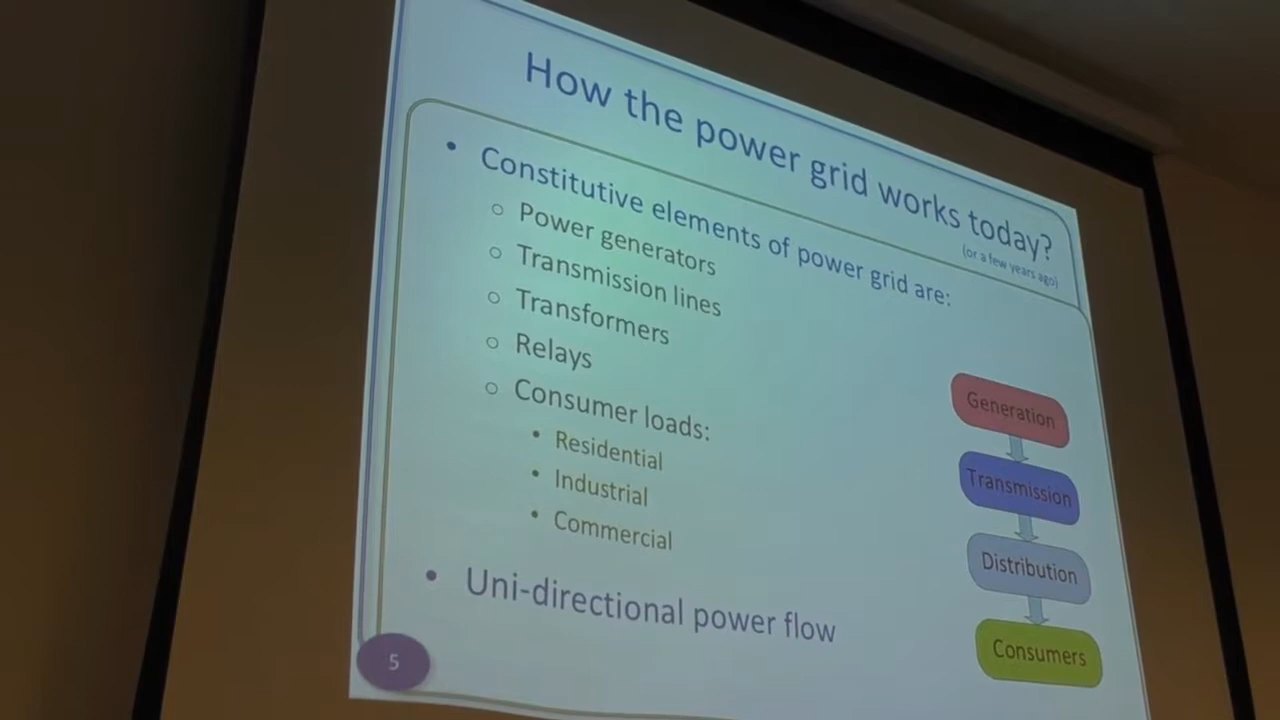 How the power grid works today?
(or a few years ago)
• Constitutive elements of power grid are:
○ Power generators
○ Transmission lines
○ Transformers
○ Relays
○ Consumer loads:
• Residential
• Industrial
• Commercial
• Uni-directional power flow
Generation
Transmission
Distribution
Consumers
5